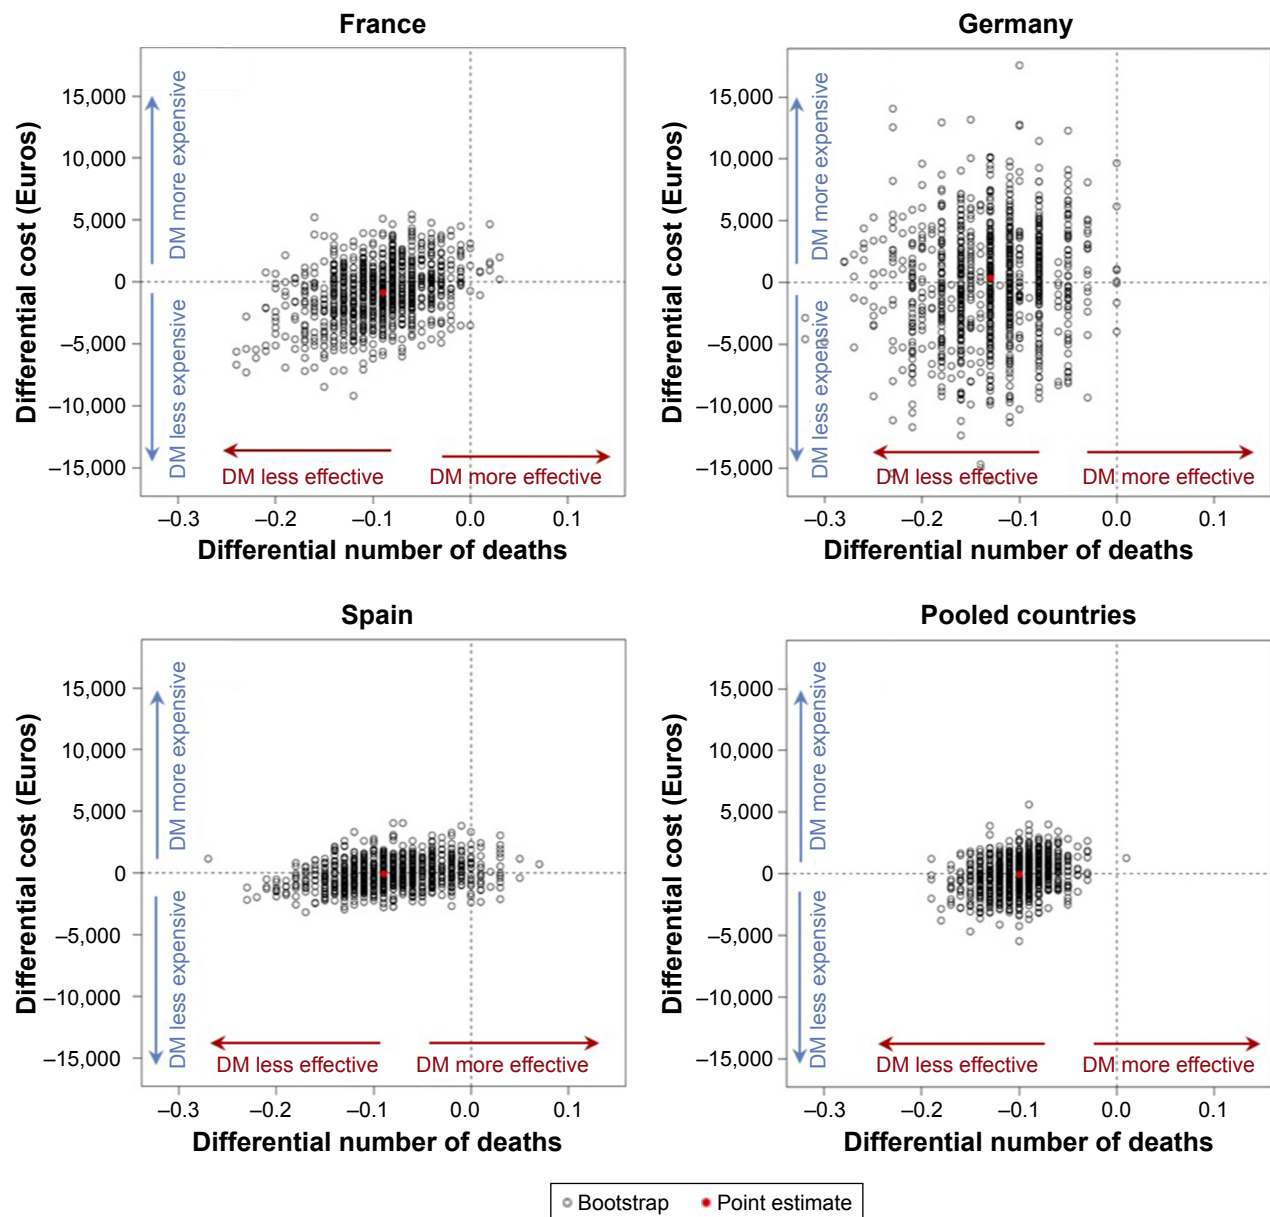 France
Differential cost (Euros)
15,000
10,000
5,000
0
–5,000
–10,000
–15,000
DM more expensive
DM less expensive
DM less effective
DM more effective
–0.3
–0.2
–0.1
0.0
0.1
Differential number of deaths
Germany
Differential cost (Euros)
15,000
10,000
5,000
0
–5,000
–10,000
–15,000
DM more expensive
DM less expensive
DM less effective
DM more effective
–0.3
–0.2
–0.1
0.0
0.1
Differential number of deaths
Spain
Differential cost (Euros)
15,000
10,000
5,000
0
–5,000
–10,000
–15,000
DM more expensive
DM less expensive
DM less effective
DM more effective
–0.3
–0.2
–0.1
0.0
0.1
Differential number of deaths
Pooled countries
Differential cost (Euros)
15,000
10,000
5,000
0
–5,000
–10,000
–15,000
DM more expensive
DM less expensive
DM less effective
DM more effective
–0.3
–0.2
–0.1
0.0
0.1
Differential number of deaths
Bootstrap
Point estimate